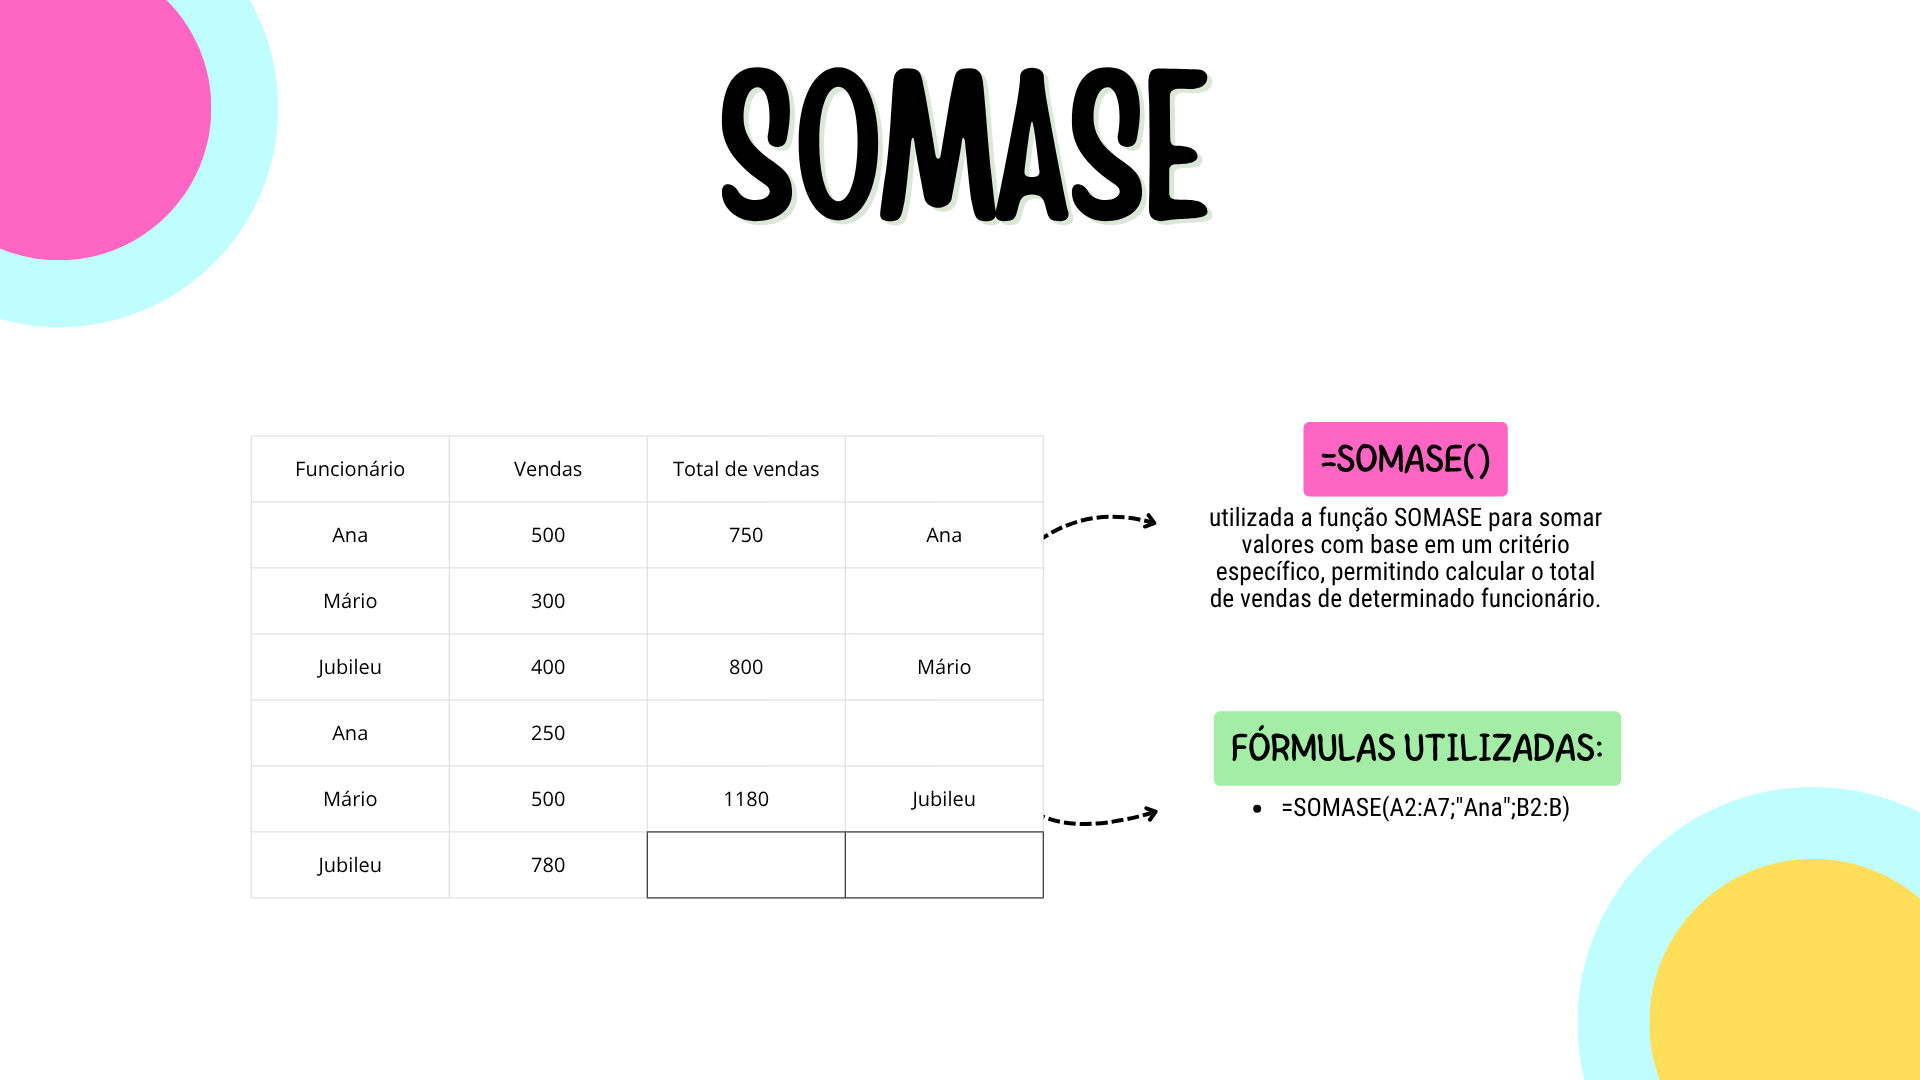 SOMASE
Funcionário Vendas Total de vendas
Ana 500 750 Ana
Mário 300
Jubileu 400 800 Mário
Ana 250
Mário 500 1180 Jubileu
Jubileu 780
=SOMASE()
utilizada a função SOMASE para somar
valores com base em um critério
específico, permitindo calcular o total
de vendas de determinado funcionário.
FÓRMULAS UTILIZADAS:
• =SOMASE(A2:A7;"Ana";B2:B)